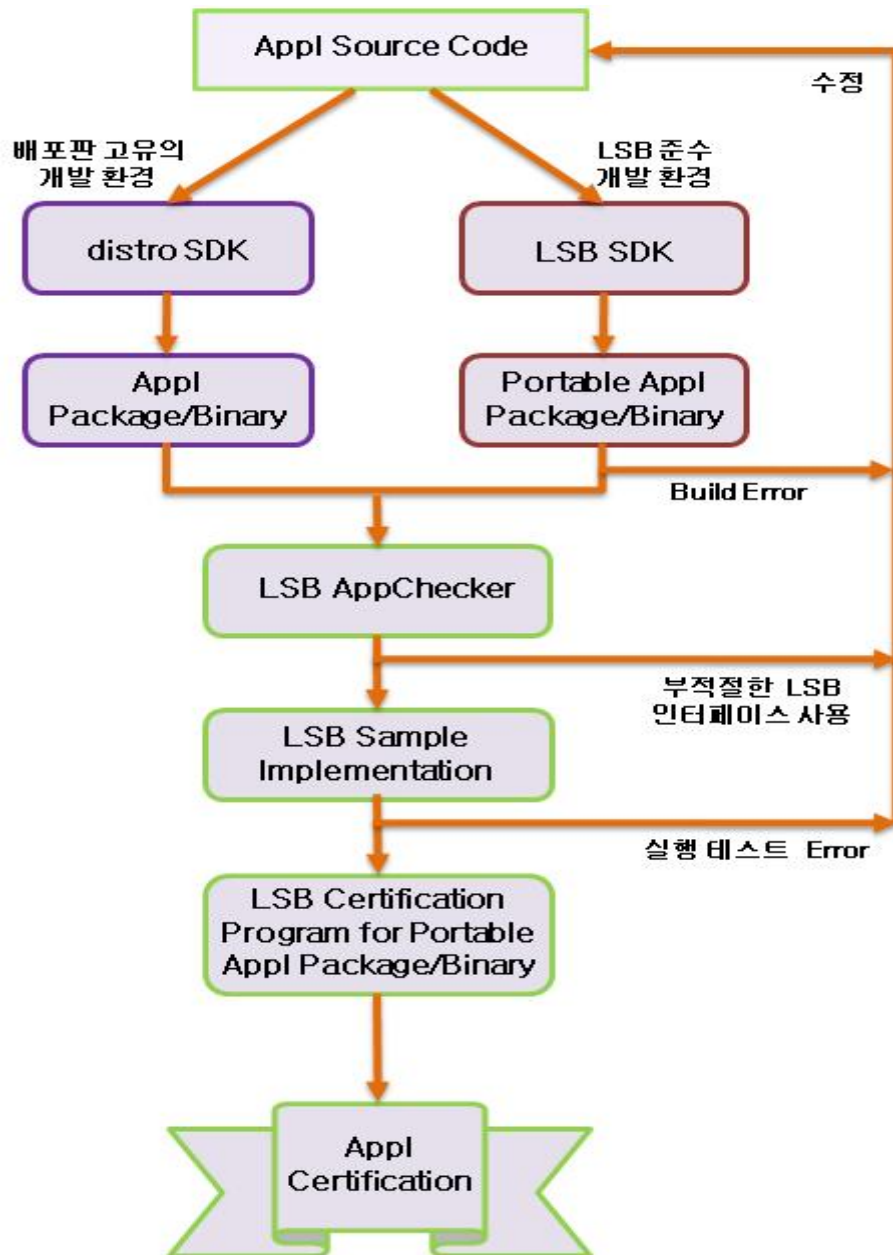 Appl Source Code
수정
배포판 고유의
개발 환경
LSB 준수
개발 환경
distro SDK
LSB SDK
Appl
Package/Binary
Portable Appl
Package/Binary
Build Error
LSB AppChecker
부적절한 LSB
인터페이스 사용
LSB Sample
Implementation
실행 테스트 Error
LSB Certification
Program for Portable
Appl Package/Binary
Appl
Certification